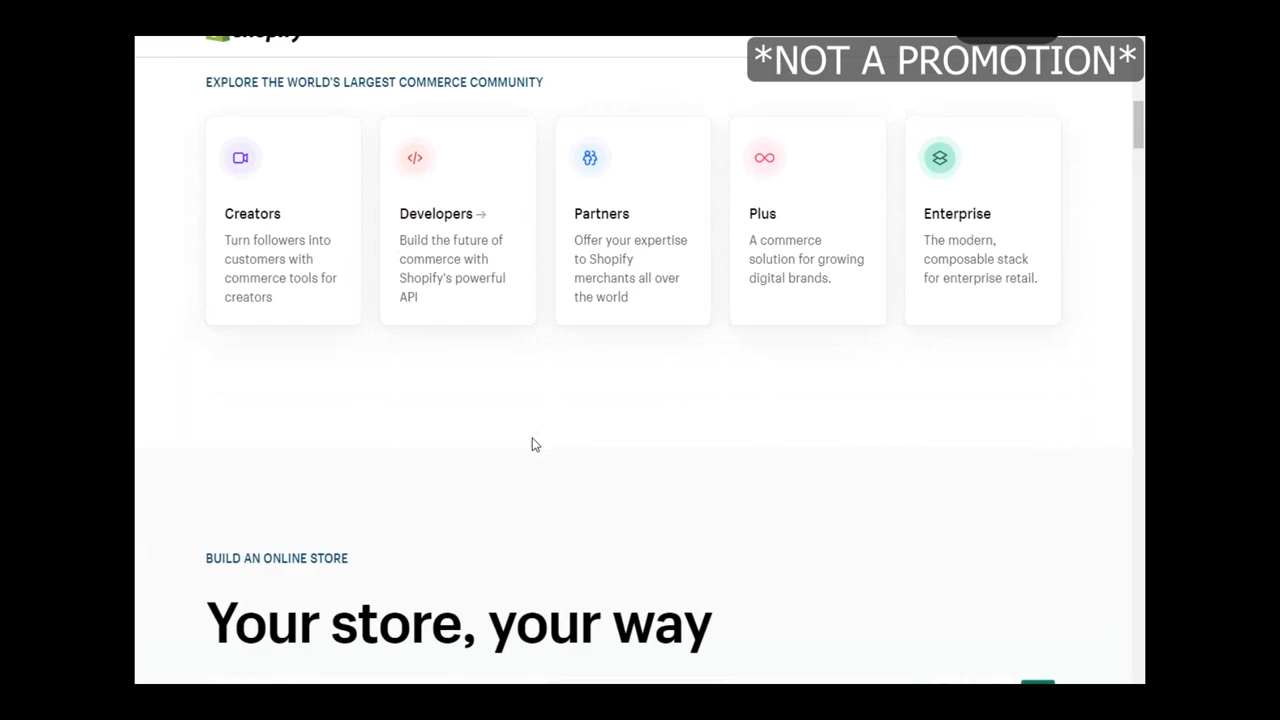 Shopify
*NOT A PROMOTION*
EXPLORE THE WORLD'S LARGEST COMMERCE COMMUNITY
Creators
Turn followers into
customers with
commerce tools for
creators
Developers →
Build the future of
commerce with
Shopify's powerful
API
Partners
Offer your expertise
to Shopify
merchants all over
the world
Plus
A commerce
solution for growing
digital brands.
Enterprise
The modern,
composable stack
for enterprise retail.
BUILD AN ONLINE STORE
Your store, your way